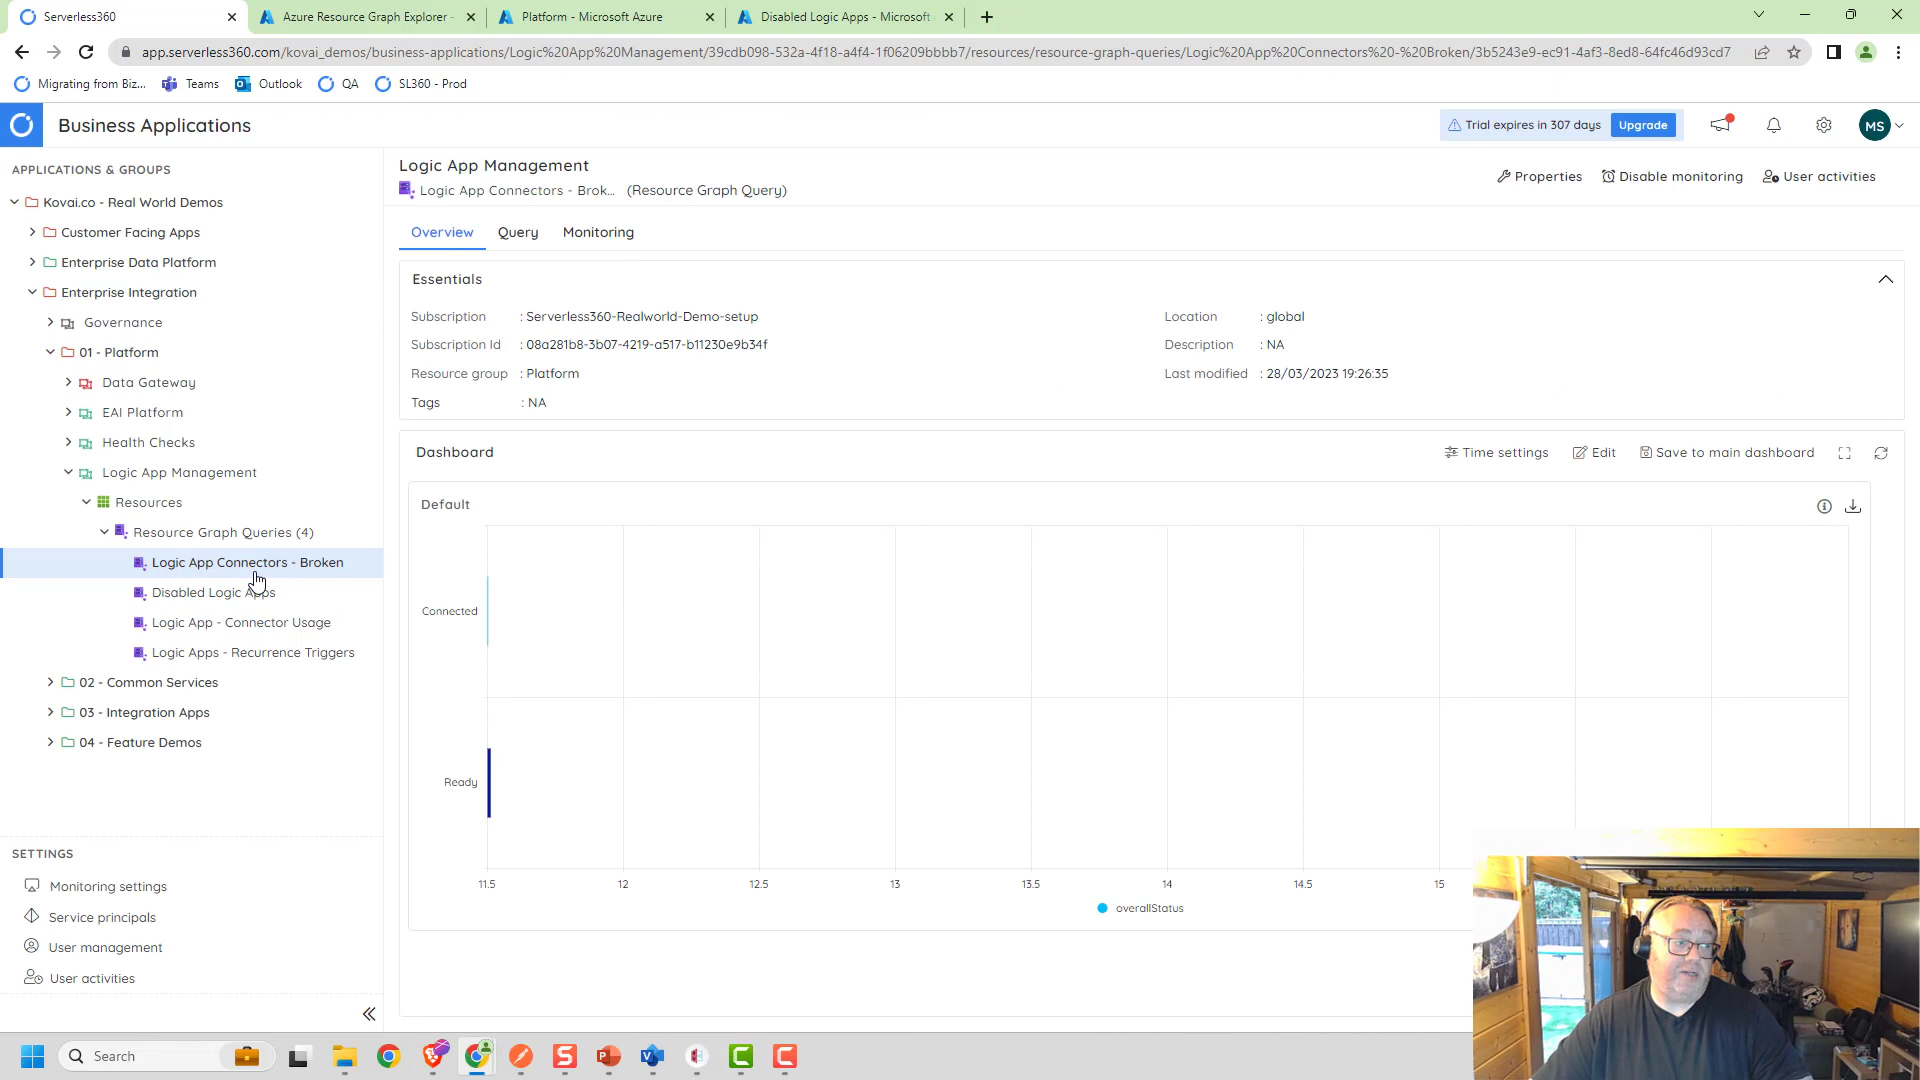 Serverless360
Azure Resource Graph Explorer -
Platform - Microsoft Azure
Disabled Logic Apps - Microsoft
app.serverless360.com/kovai_demos/business-applications/Logic%20App%20Management/39cdb098-532a-4f18-a4f4-1f06209bbbb7/resources/resource-graph-queries/Logic%20App%20Connectors%20-%20Broken/3b5243e9-ec91-4af3-8ed8-64fc46d93cd7
Migrating from Biz...
Teams
Outlook
QA
SL360 - Prod
Business Applications
Trial expires in 307 days
Upgrade
MS
APPLICATIONS & GROUPS
Kovai.co - Real World Demos
Customer Facing Apps
Enterprise Data Platform
Enterprise Integration
Governance
01 - Platform
Data Gateway
EAI Platform
Health Checks
Logic App Management
Resources
Resource Graph Queries (4)
Logic App Connectors - Broken
Disabled Logic Apps
Logic App - Connector Usage
Logic Apps - Recurrence Triggers
02 - Common Services
03 - Integration Apps
04 - Feature Demos
SETTINGS
Monitoring settings
Service principals
User management
User activities
Logic App Management
Logic App Connectors - Brok... (Resource Graph Query)
Properties
Disable monitoring
User activities
Overview
Query
Monitoring
Essentials
Subscription : Serverless360-Realworld-Demo-setup
Location : global
Subscription Id : 08a281b8-3b07-4219-a517-b11230e9b34f
Description : NA
Resource group : Platform
Last modified : 28/03/2023 19:26:35
Tags : NA
Dashboard
Time settings
Edit
Save to main dashboard
Default
Connected
Ready
11.5 12 12.5 13 13.5 14 14.5 15
overallStatus
Search